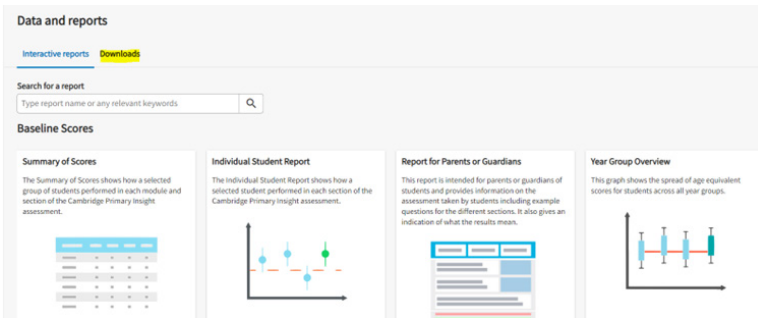 Data and reports
Interactive reports Downloads
Search for a report
Type report name or any relevant keywords
Baseline Scores
Summary of Scores
The Summary of Scores shows how a selected
group of students performed in each module and
section of the Cambridge Primary Insight
assessment.
Individual Student Report
The Individual Student Report shows how a
selected student performed in each section of the
Cambridge Primary Insight assessment.
Report for Parents or Guardians
This report is intended for parents or guardians of
students and provides information on the
assessment taken by students including example
questions for the different sections. It also gives an
indication of what the results mean.
Year Group Overview
This graph shows the spread of age equivalent
scores for students across all year groups.